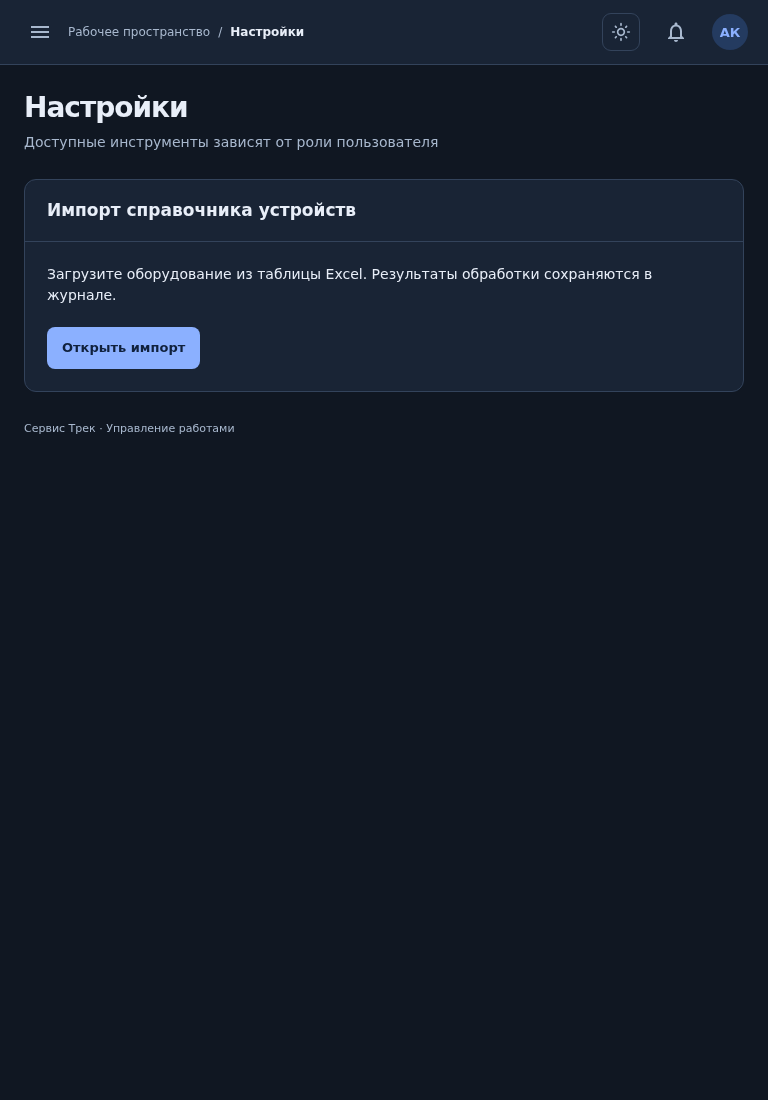 Рабочее пространство / Настройки
АК
Настройки
Доступные инструменты зависят от роли пользователя
Импорт справочника устройств
Загрузите оборудование из таблицы Excel. Результаты обработки сохраняются в
журнале.
Открыть импорт
Сервис Трек · Управление работами